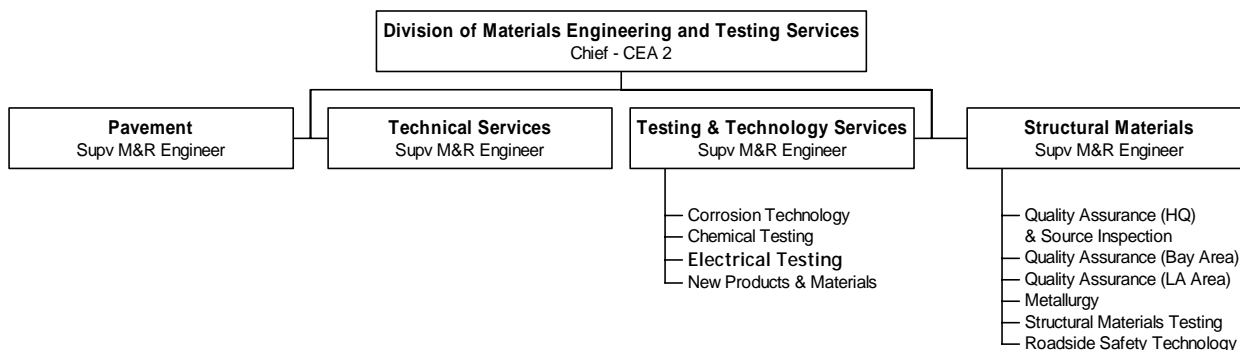 Division of Materials Engineering and Testing Services
Chief - CEA 2
Pavement
Supv M&R Engineer
Technical Services
Supv M&R Engineer
Testing & Technology Services
Supv M&R Engineer
Structural Materials
Supv M&R Engineer
Corrosion Technology
Chemical Testing
Electrical Testing
New Products & Materials
Quality Assurance (HQ)
& Source Inspection
Quality Assurance (Bay Area)
Quality Assurance (LA Area)
Metallurgy
Structural Materials Testing
Roadside Safety Technology